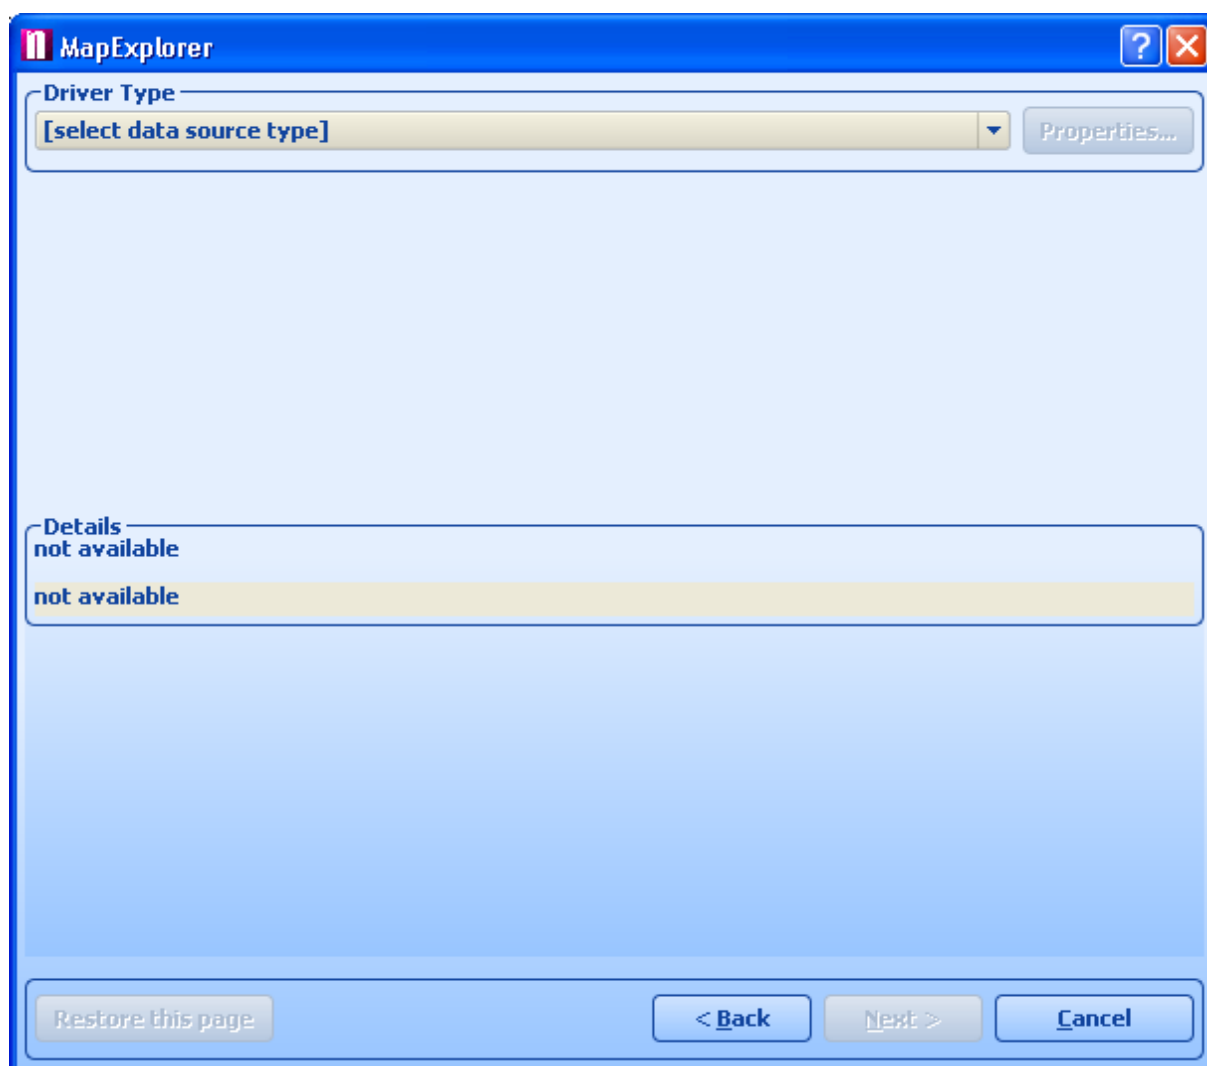 MapExplorer
Driver Type
[select data source type]
Properties...
Details
not available
not available
Restore this page
< Back
Next >
Cancel